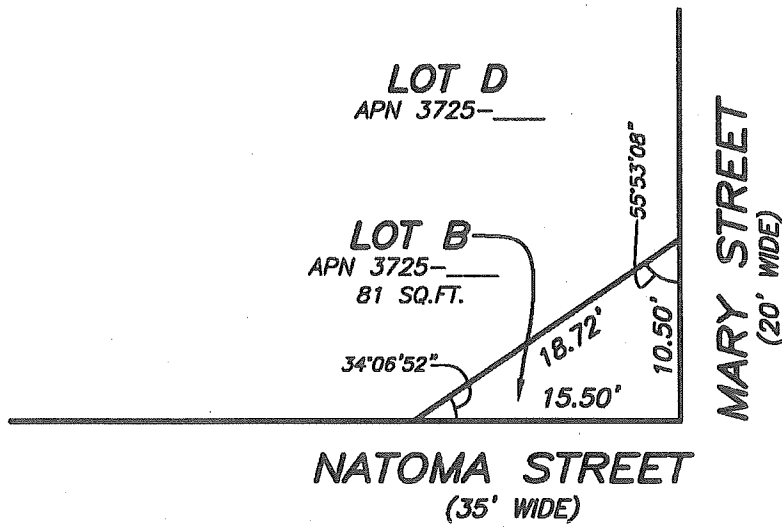 LOT D
APN 3725-____
55°53'08"
LOT B
APN 3725-____
81 SQ.FT.
34°06'52"
18.72'
10.50'
15.50'
MARY STREET
(20' WIDE)
NATOMA STREET
(35' WIDE)